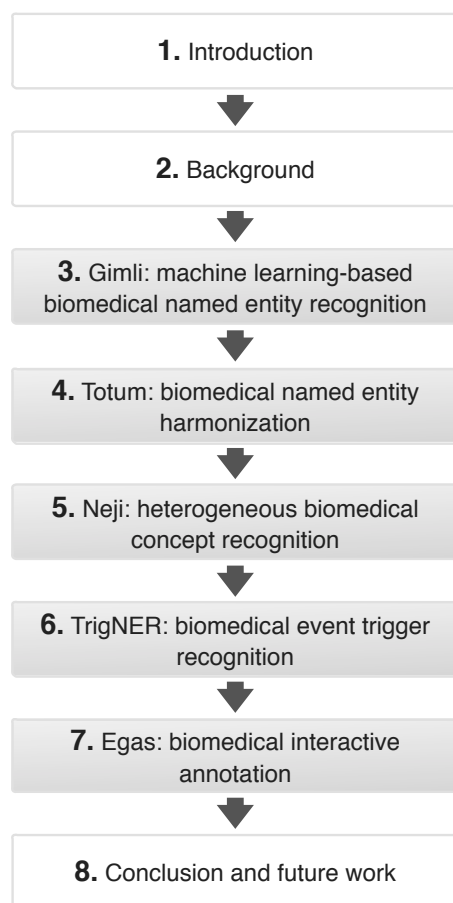 1. Introduction
2. Background
3. Gimli: machine learning-based
biomedical named entity recognition
4. Totum: biomedical named entity
harmonization
5. Neji: heterogeneous biomedical
concept recognition
6. TrigNER: biomedical event trigger
recognition
7. Egas: biomedical interactive
annotation
8. Conclusion and future work